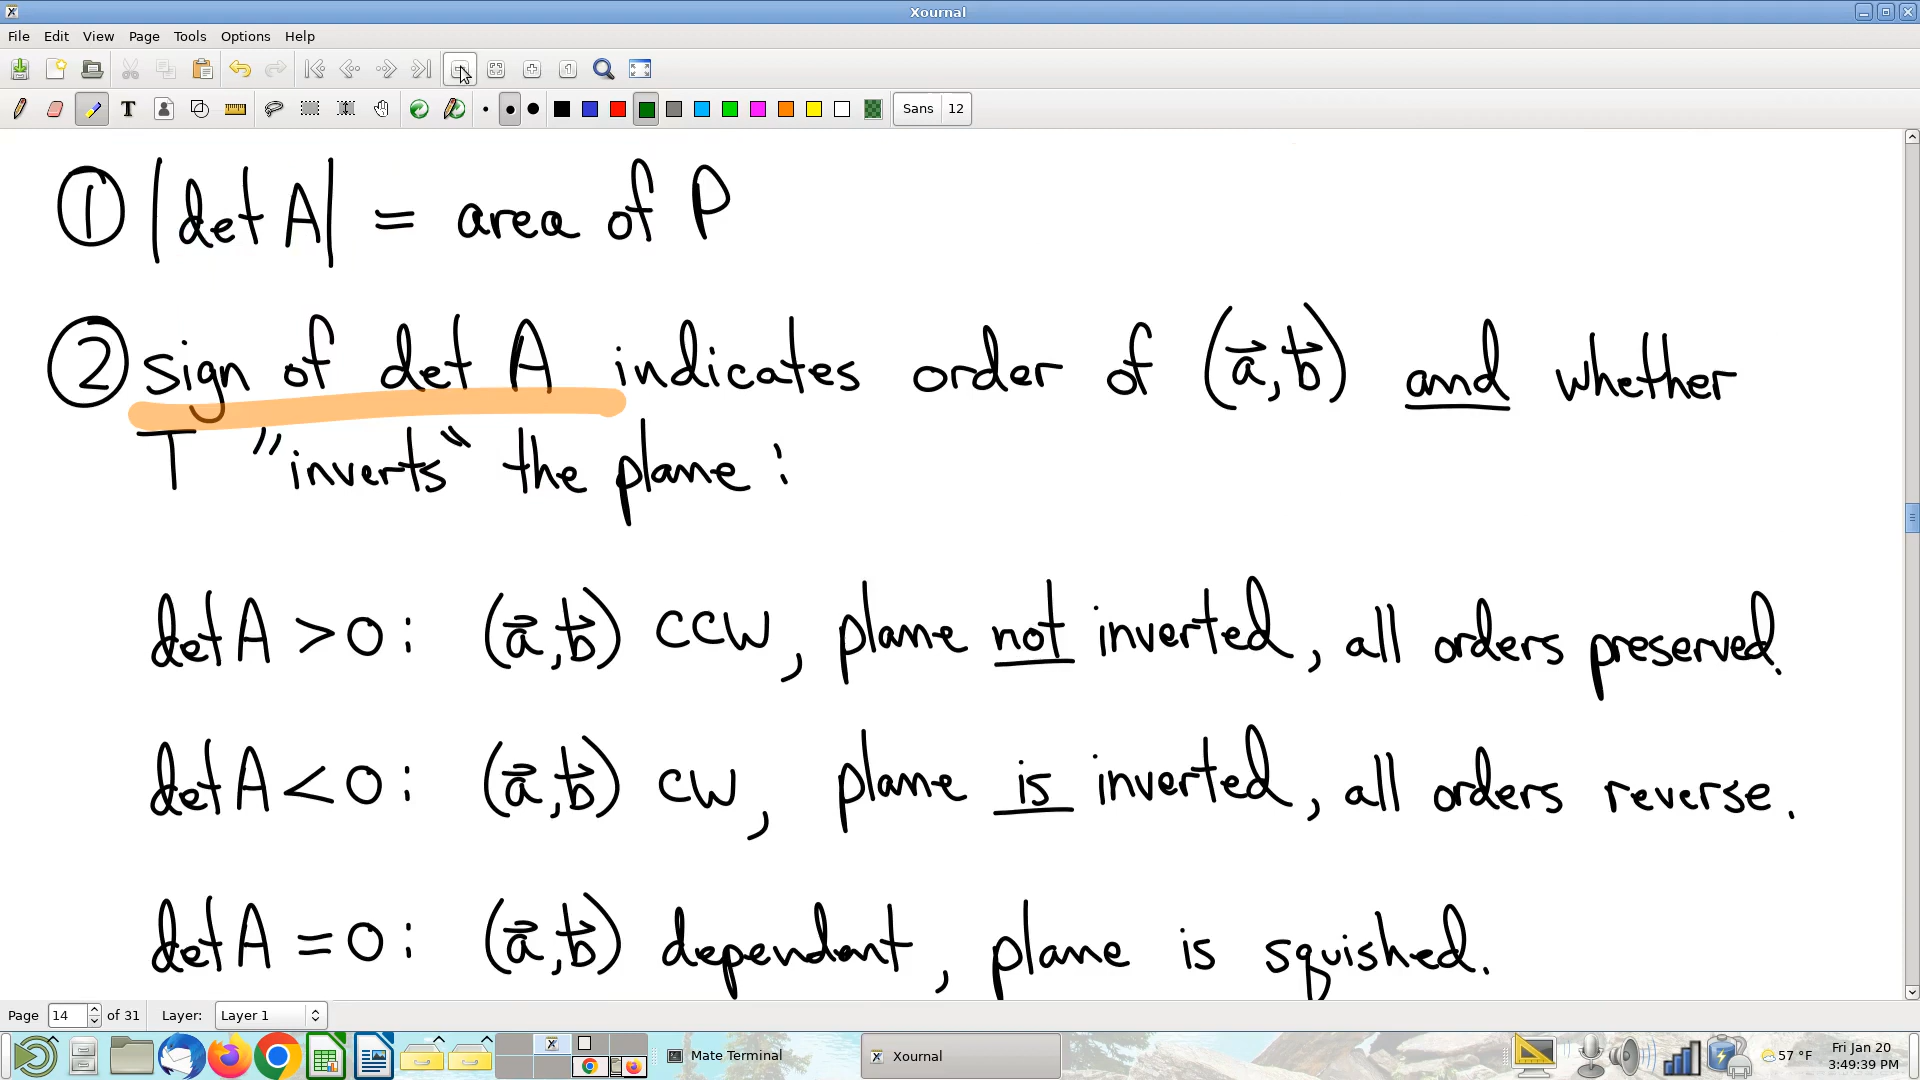 Xournal
File Edit View Page Tools Options Help
Sans 12
① |det A| = area of P
② sign of det A indicates order of (a⃗, b⃗) and whether
T "inverts" the plane :
det A > 0 : (a⃗, b⃗) CCW, plane not inverted, all orders preserved.
det A < 0 : (a⃗, b⃗) CW, plane is inverted, all orders reverse.
det A = 0 : (a⃗, b⃗) dependent, plane is squished.
Page 14 of 31 Layer: Layer 1
Mate Terminal Xournal 57 °F Fri Jan 20
3:49:39 PM